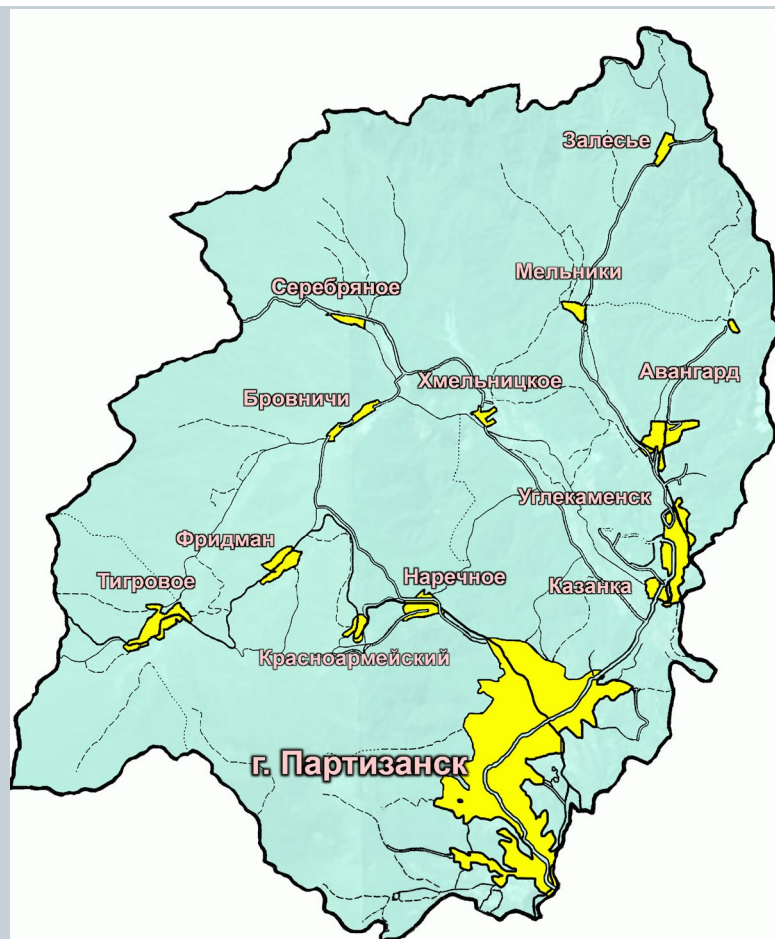 Залесье
Мельники
Серебряное
Авангард
Хмельницкое
Бровничи
Углекаменск
Фридман
Тигровое
Наречное
Казанка
Красноармейский
г. Партизанск